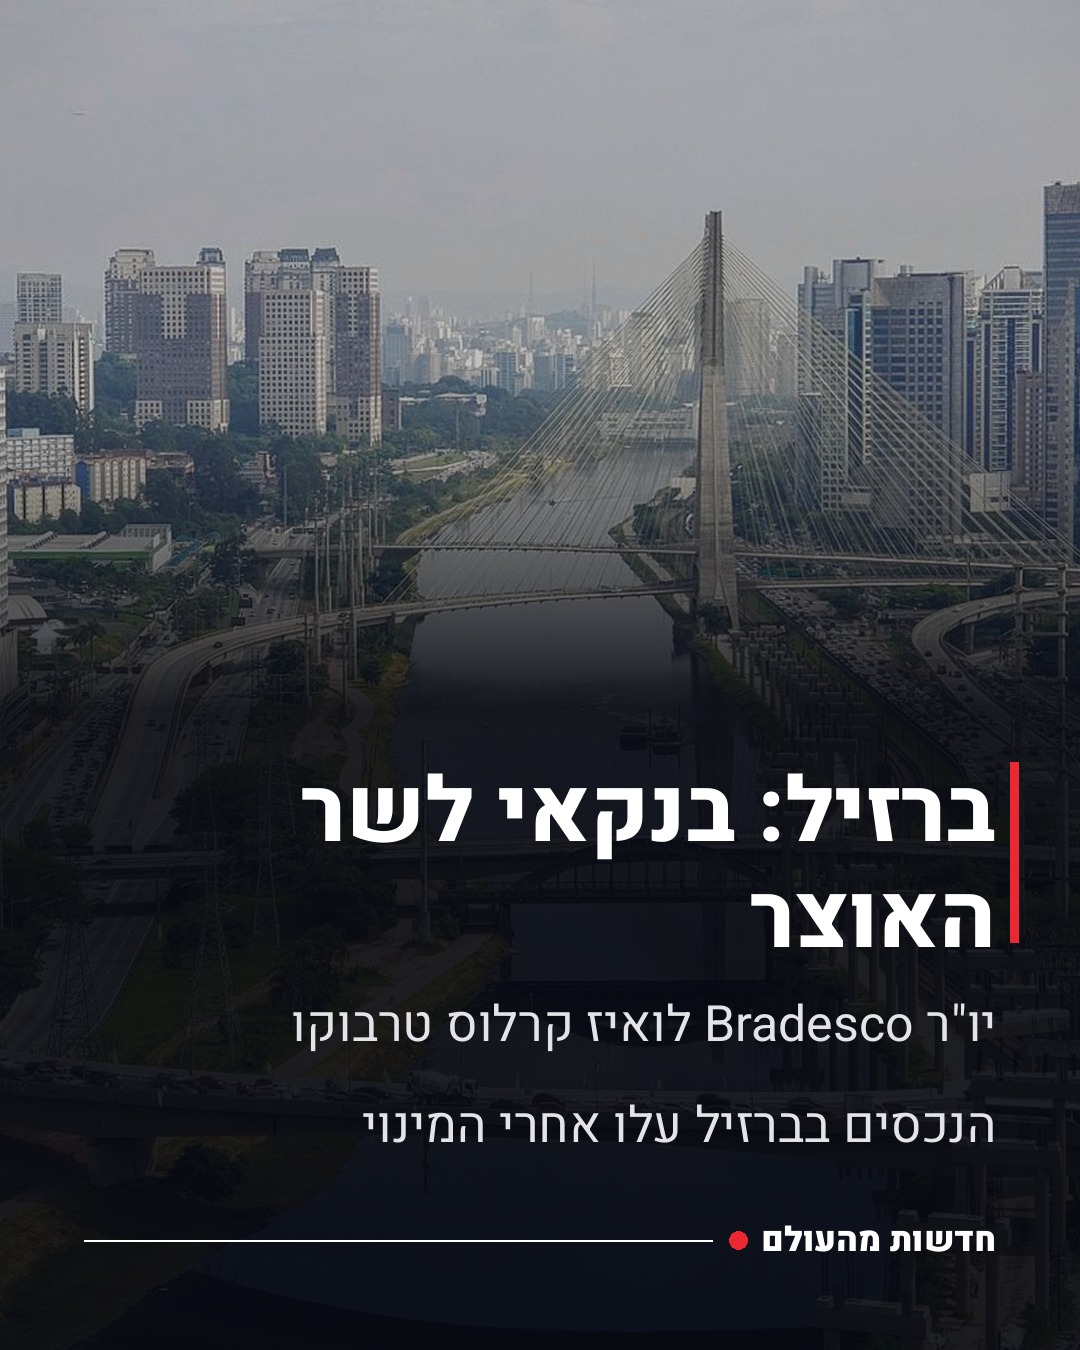 ברזיל: בנקאי לשר
האוצר
יו"ר Bradesco לואיז קרלוס טרבוקו
הנכסים בברזיל עלו אחרי המינוי
חדשות מהעולם